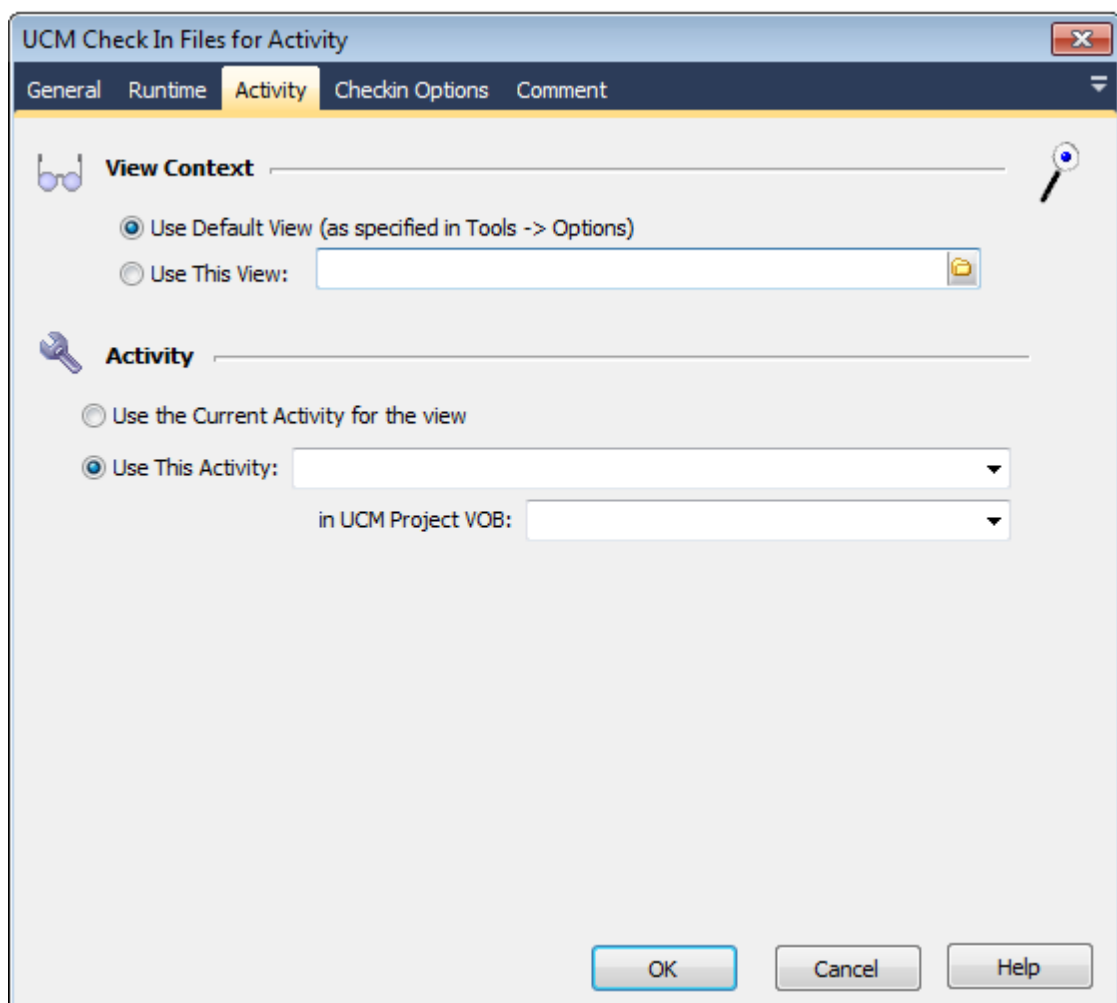 UCM Check In Files for Activity
General Runtime Activity Checkin Options Comment
View Context
Use Default View (as specified in Tools -> Options)
Use This View:
Activity
Use the Current Activity for the view
Use This Activity:
in UCM Project VOB:
OK Cancel Help